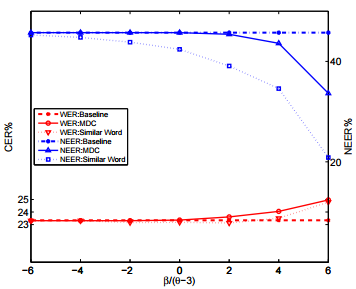 40
WER:Baseline
WER:MDC
WER:Similar Word
NEER:Baseline
NEER:MDC
NEER:Similar Word
CER%
NEER%
20
25
24
23
−6 −4 −2 0 2 4 6
β/(θ−3)